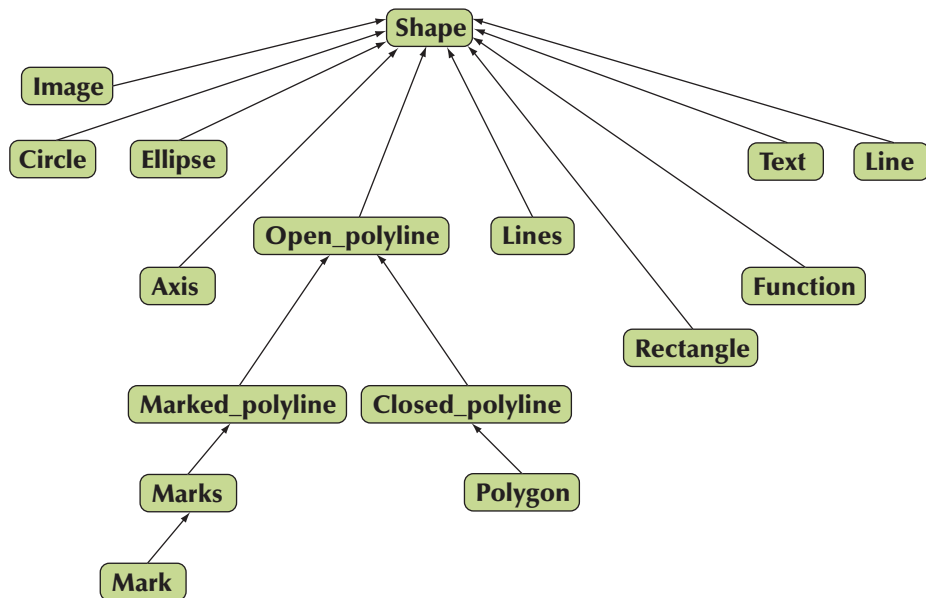 Shape
Image
Circle
Ellipse
Text
Line
Open_polyline
Lines
Axis
Function
Rectangle
Marked_polyline
Closed_polyline
Marks
Polygon
Mark